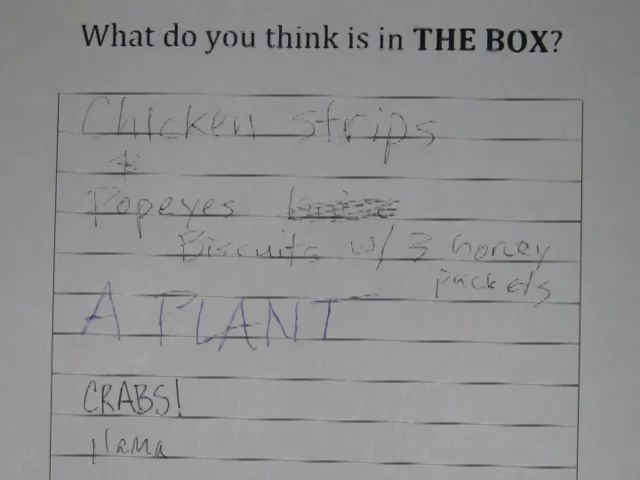 What do you think is in THE BOX?
Chicken strips
+
Popeyes
Biscuits w/ 3 honey
packets
A PLANT
CRABS!
llama